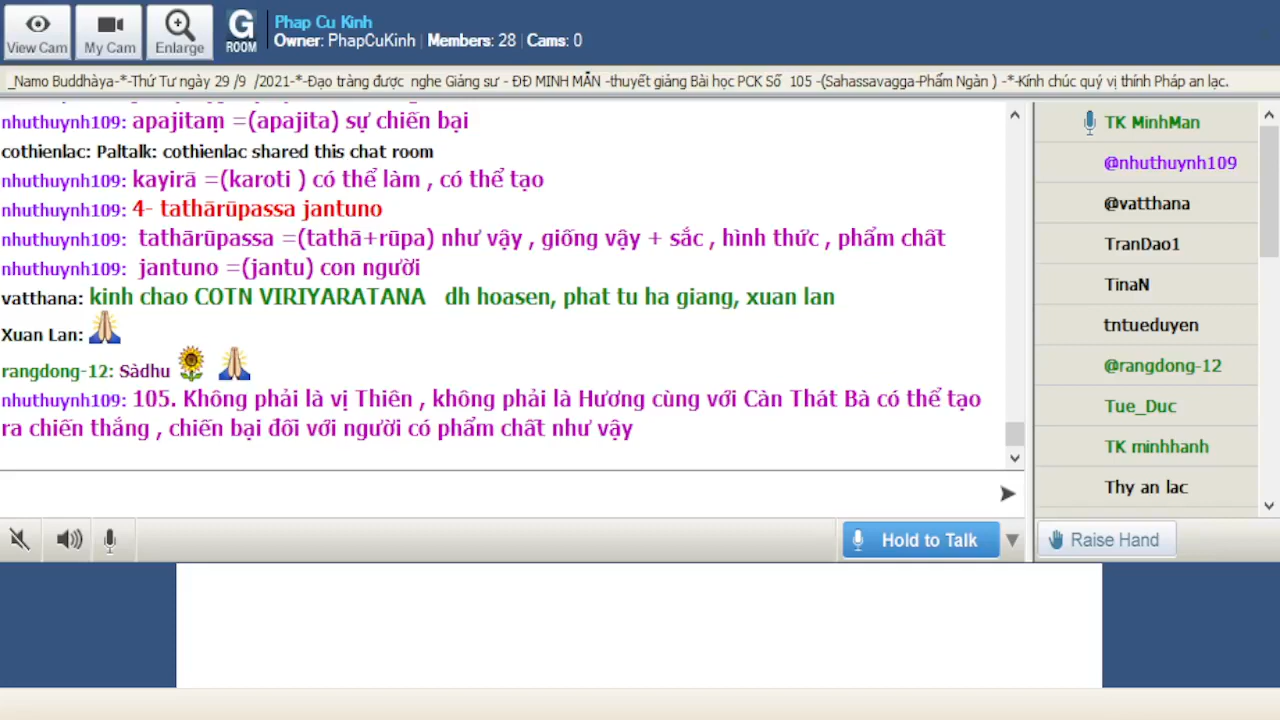 View Cam
My Cam
Enlarge
G
ROOM
Phap Cu Kinh
Owner: PhapCuKinh | Members: 28 | Cams: 0
_Namo Buddhàya-*-Thứ Tư ngày 29 /9 /2021-*-Đạo tràng được nghe Giảng sư - ĐĐ MINH MẪN -thuyết giảng Bài học PCK Số 105 -(Sahassavagga-Phẩm Ngàn ) -*-Kính chúc quý vị thính Pháp an lạc.
nhuthuynh109: apajitaṃ =(apajita) sự chiến bại
cothienlac: Paltalk: cothienlac shared this chat room
nhuthuynh109: kayirā =(karoti ) có thể làm , có thể tạo
nhuthuynh109: 4- tathārūpassa jantuno
nhuthuynh109: tathārūpassa =(tathā+rūpa) như vậy , giống vậy + sắc , hình thức , phẩm chất
nhuthuynh109: jantuno =(jantu) con người
vatthana: kinh chao COTN VIRIYARATANA dh hoasen, phat tu ha giang, xuan lan
Xuan Lan:
rangdong-12: Sàdhu
nhuthuynh109: 105. Không phải là vị Thiên , không phải là Hương cùng với Càn Thát Bà có thể tạo
ra chiến thắng , chiến bại đối với người có phẩm chất như vậy
TK MinhMan
@nhuthuynh109
@vatthana
TranDao1
TinaN
tntueduyen
@rangdong-12
Tue_Duc
TK minhhanh
Thy an lac
Hold to Talk
Raise Hand